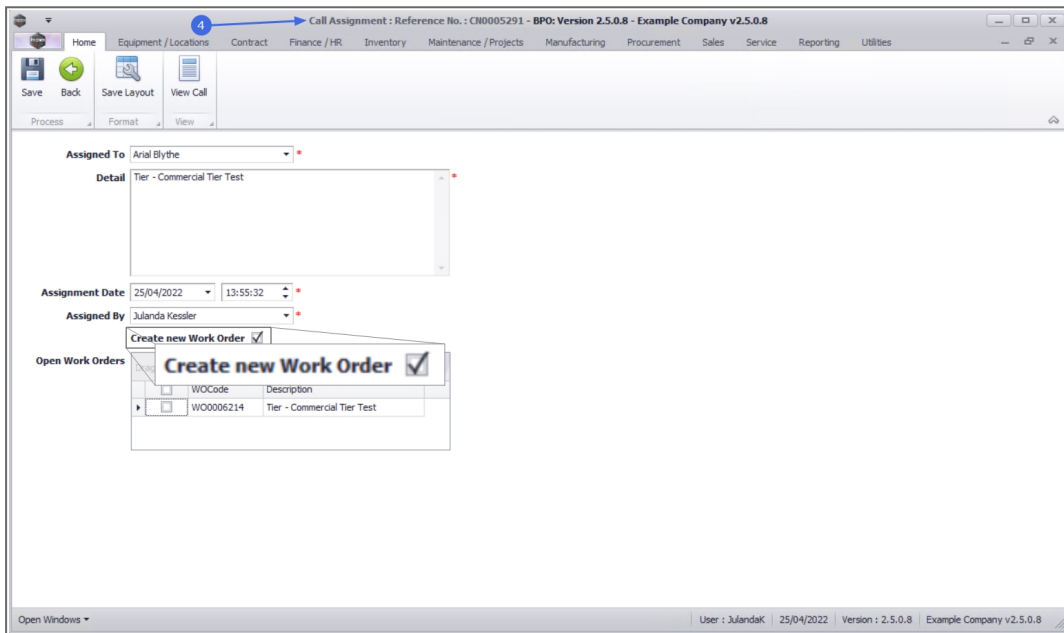 4
Call Assignment : Reference No. : CN0005291 - BPO: Version 2.5.0.8 - Example Company v2.5.0.8
Home Equipment / Locations Contract Finance / HR Inventory Maintenance / Projects Manufacturing Procurement Sales Service Reporting Utilities
Save Back Save Layout View Call
Process Format View
Assigned To Arial Blythe *
Detail Tier - Commercial Tier Test *
Assignment Date 25/04/2022 13:55:32 *
Assigned By Julanda Kessler *
Create new Work Order
Open Work Orders
Create new Work Order
WOCode Description
WO0006214 Tier - Commercial Tier Test
Open Windows User : JulandaK 25/04/2022 Version : 2.5.0.8 Example Company v2.5.0.8